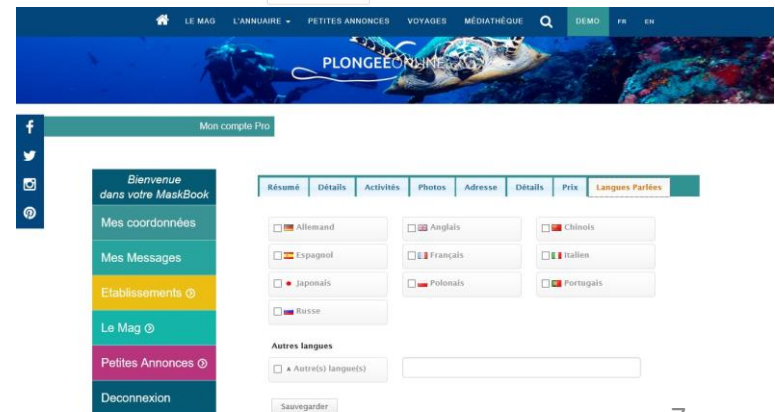 LE MAG L'ANNUAIRE PETITES ANNONCES VOYAGES MÉDIATHÈQUE DEMO FR EN
PLONGÉEONLINE
Mon compte Pro
Bienvenue
dans votre MaskBook
Résumé Détails Activités Photos Adresse Détails Prix Langues Parlées
Mes coordonnées
Allemand Anglais Chinois
Mes Messages
Espagnol Français Italien
Etablissements
Japonais Polonais Portugais
Le Mag
Russe
Autres langues
Petites Annonces
Autre(s) langue(s)
Deconnexion
Sauvegarder